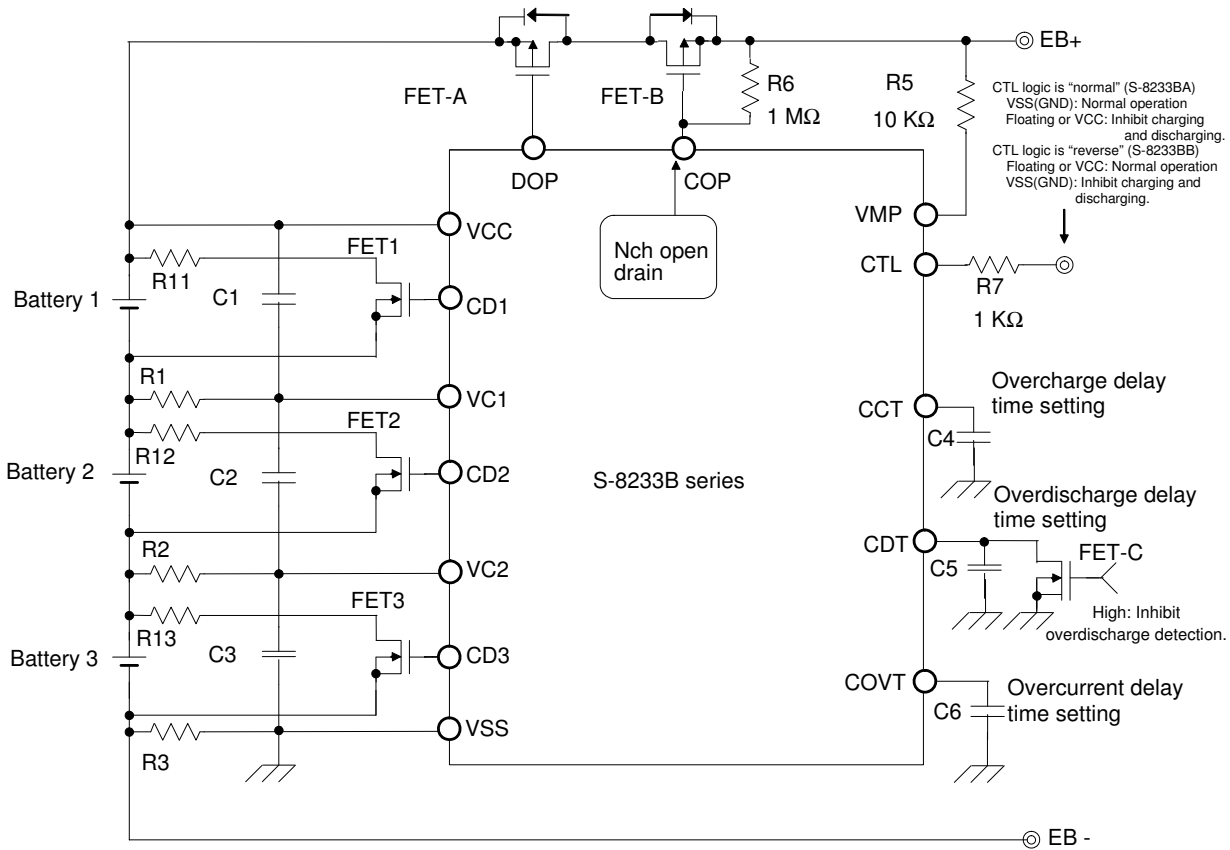 EB+
FET-A
FET-B
R6
1 MΩ
R5
10 KΩ
CTL logic is “normal” (S-8233BA)
VSS(GND): Normal operation
Floating or VCC: Inhibit charging
and discharging.
CTL logic is “reverse” (S-8233BB)
Floating or VCC: Normal operation
VSS(GND): Inhibit charging and
discharging.
DOP
COP
VMP
VCC
Nch open
drain
FET1
R11
CTL
R7
1 KΩ
Battery 1
C1
CD1
R1
VC1
Overcharge delay
time setting
CCT
C4
FET2
R12
Battery 2
C2
CD2
S-8233B series
Overdischarge delay
time setting
CDT
C5
FET-C
R2
VC2
FET3
High: Inhibit
overdischarge detection.
R13
Battery 3
C3
CD3
COVT
C6
Overcurrent delay
time setting
VSS
R3
EB -